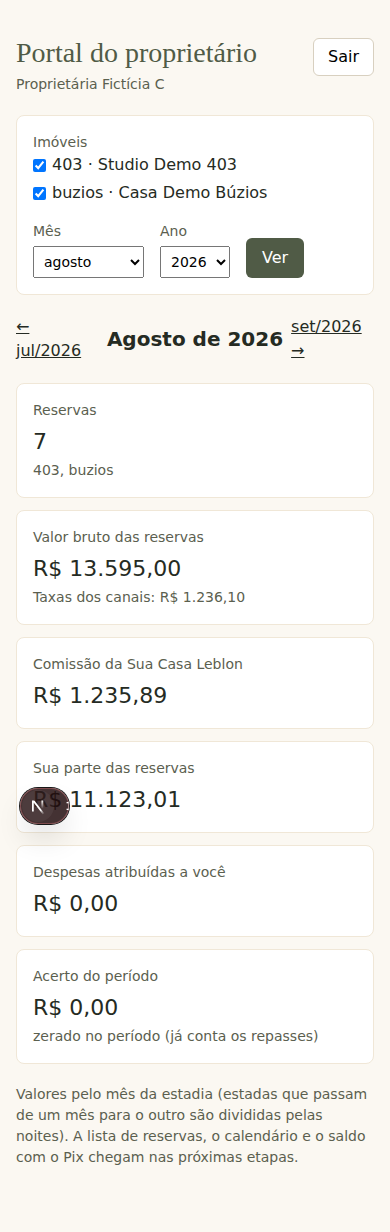 Portal do proprietário
Sair
Proprietária Fictícia C
Imóveis
403 · Studio Demo 403
buzios · Casa Demo Búzios
Mês
Ano
agosto
2026
Ver
← jul/2026
Agosto de 2026
set/2026 →
Reservas
7
403, buzios
Valor bruto das reservas
R$ 13.595,00
Taxas dos canais: R$ 1.236,10
Comissão da Sua Casa Leblon
R$ 1.235,89
Sua parte das reservas
R$ 11.123,01
N
Despesas atribuídas a você
R$ 0,00
Acerto do período
R$ 0,00
zerado no período (já conta os repasses)
Valores pelo mês da estadia (estadas que passam
de um mês para o outro são divididas pelas
noites). A lista de reservas, o calendário e o saldo
com o Pix chegam nas próximas etapas.